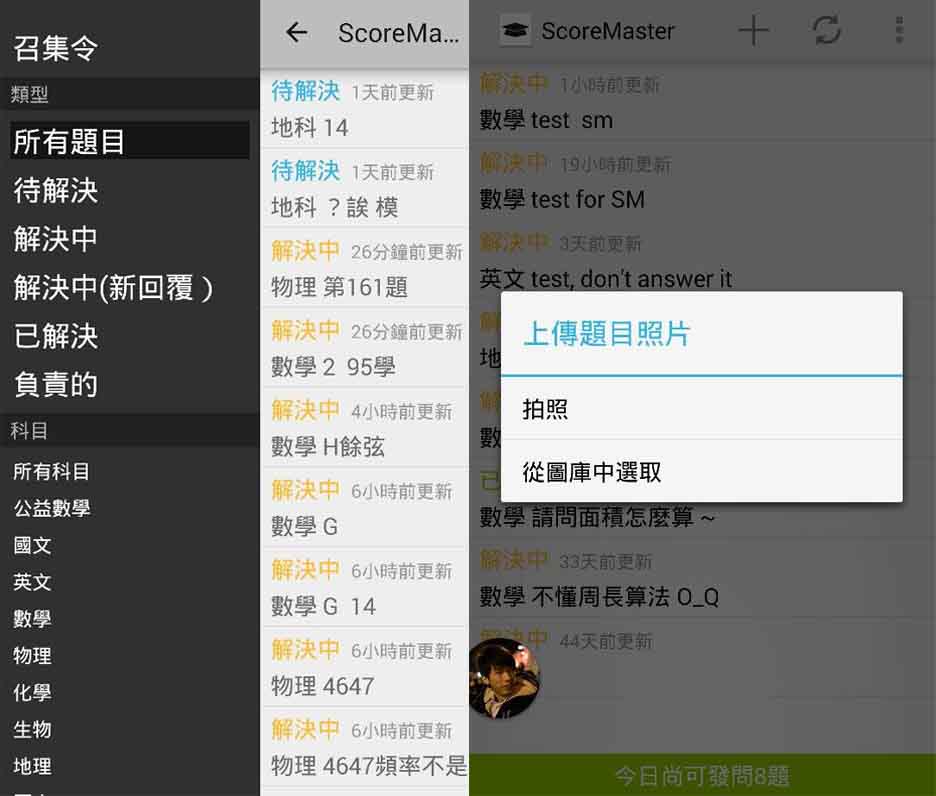 召集令
類型
所有題目
待解決
解決中
解決中(新回覆)
已解決
負責的
科目
所有科目
公益數學
國文
英文
數學
物理
化學
生物
地理
ScoreMa...
待解決 1天前更新
地科 14
待解決 1天前更新
地科 ？誒 模
解決中 26分鐘前更新
物理 第161題
解決中 26分鐘前更新
數學 2 95學
解決中 4小時前更新
數學 H餘弦
解決中 6小時前更新
數學 G
解決中 6小時前更新
數學 G 14
解決中 6小時前更新
物理 4647
解決中 6小時前更新
物理 4647頻率不是
ScoreMaster
解決中 1小時前更新
數學 test sm
解決中 19小時前更新
數學 test for SM
解決中 3天前更新
英文 test, don't answer it
上傳題目照片
拍照
從圖庫中選取
數學 請問面積怎麼算 ~
解決中 33天前更新
數學 不懂周長算法 O_Q
解決中 44天前更新
今日尚可發問8題